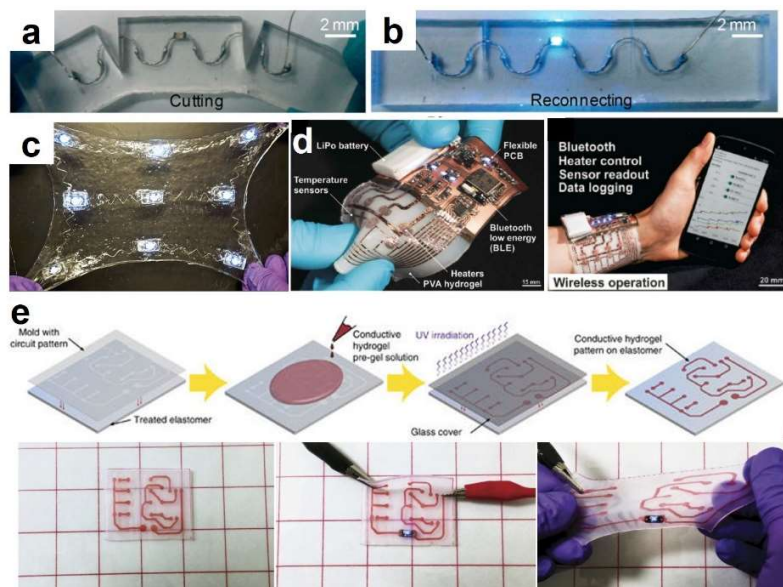 a
2 mm
Cutting
b
2 mm
Reconnecting
c
d
LiPo battery
Flexible
PCB
Temperature
sensors
Bluetooth
low energy
(BLE)
Heaters
PVA hydrogel
Bluetooth
Heater control
Sensor readout
Data logging
Wireless operation
20 mm
e
Mold with
circuit pattern
Treated elastomer
Conductive
hydrogel
pre-gel solution
UV irradiation
Glass cover
Conductive hydrogel
pattern on elastomer